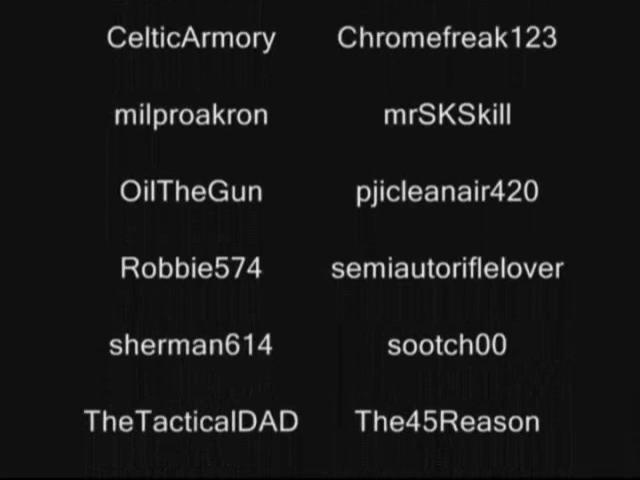 CelticArmory Chromefreak123
milproakron mrSKSkill
OilTheGun pjicleanair420
Robbie574 semiautoriflelover
sherman614 sootch00
TheTacticalDAD The45Reason